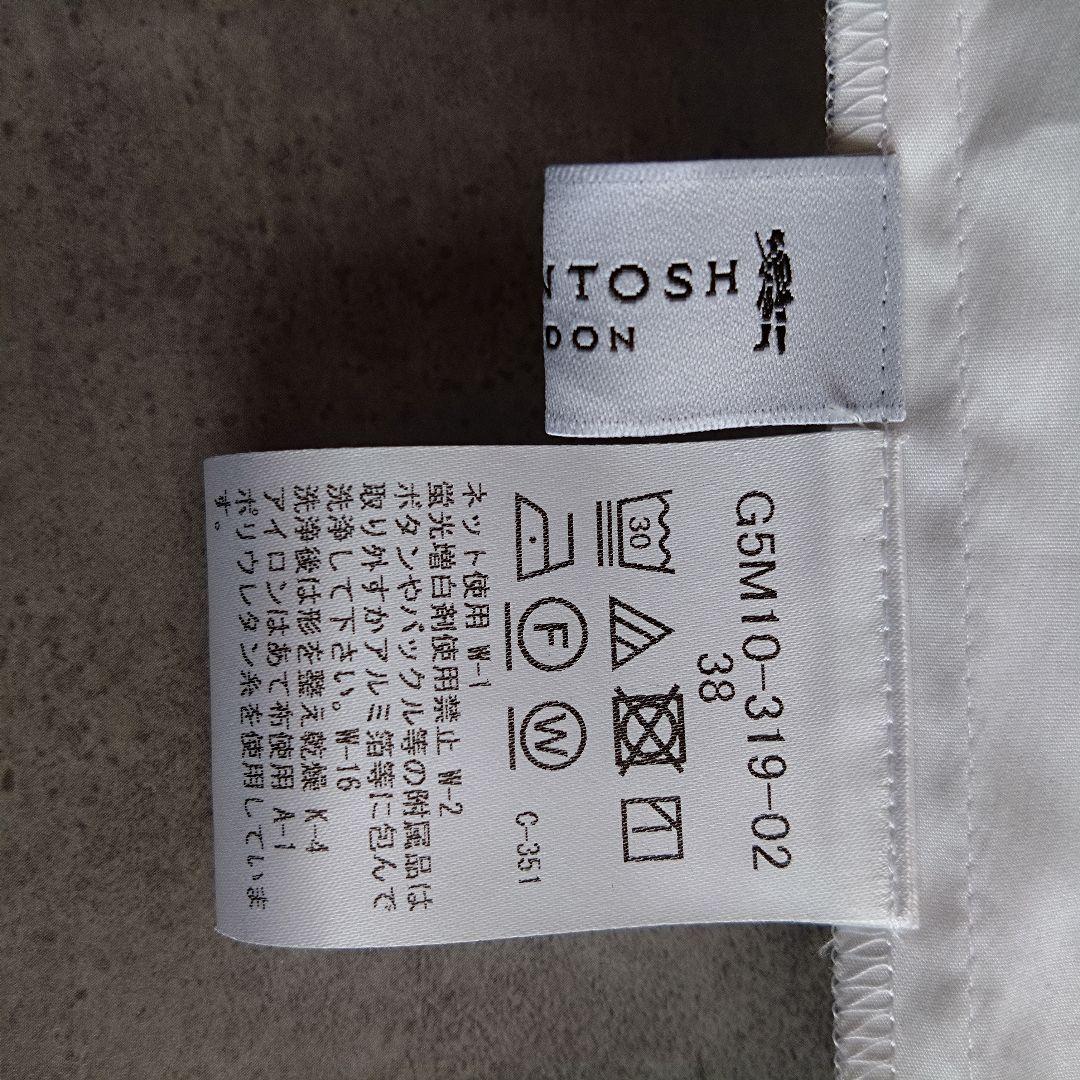 NTOSH
DON
G5M10-319-02
38
30
F W C-351
ネット使用 W-1
蛍光増白剤使用禁止 W-2
ボタンやバックル等の附属品は
取り外すかアルミ箔等に包んで
洗浄して下さい。 W-16
洗浄後は形を整え乾燥 K-4
アイロンはあて布使用 A-1
ポリウレタン糸を使用していま
す。